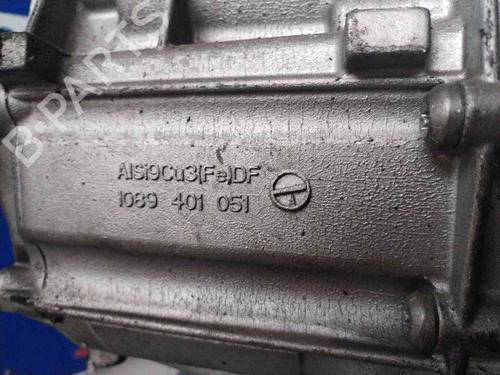 B-PARTS
AlSi9Cu3(Fe)DF
1089 401 051